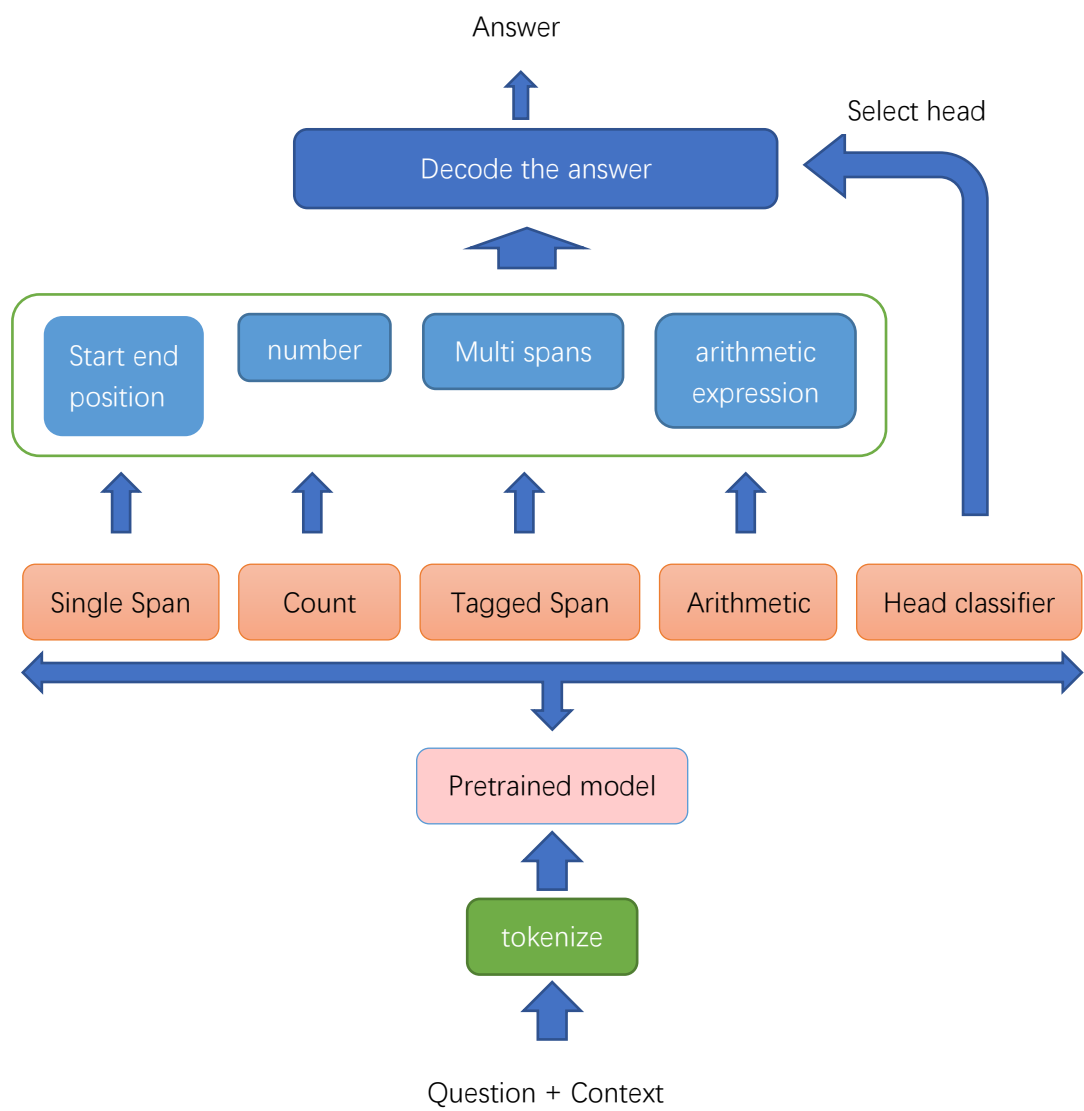 Answer
Select head
Decode the answer
Start end
position
number
Multi spans
arithmetic
expression
Single Span
Count
Tagged Span
Arithmetic
Head classifier
Pretrained model
tokenize
Question + Context